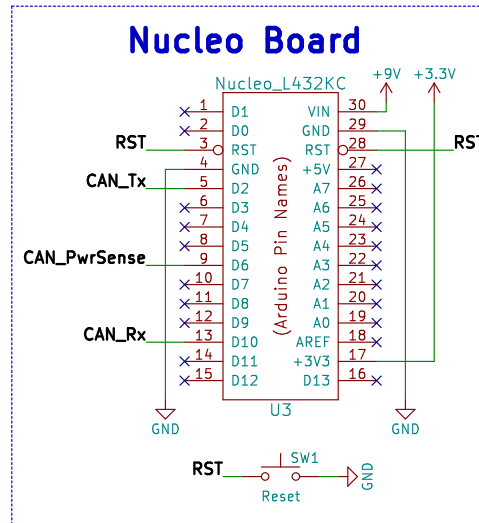 Nucleo Board
Nucleo_L432KC
+9V
+3.3V
1 D1 VIN 30
2 D0 GND 29
RST 3 RST RST 28 RST
4 GND +5V 27
CAN_Tx 5 D2 A7 26
6 D3 A6 25
7 D4 A5 24
8 D5 A4 23
CAN_PwrSense 9 D6 A3 22
10 D7 A2 21
11 D8 A1 20
12 D9 A0 19
CAN_Rx 13 D10 AREF 18
14 D11 +3V3 17
15 D12 D13 16
(Arduino Pin Names)
GND
U3
GND
RST
SW1
Reset
GND